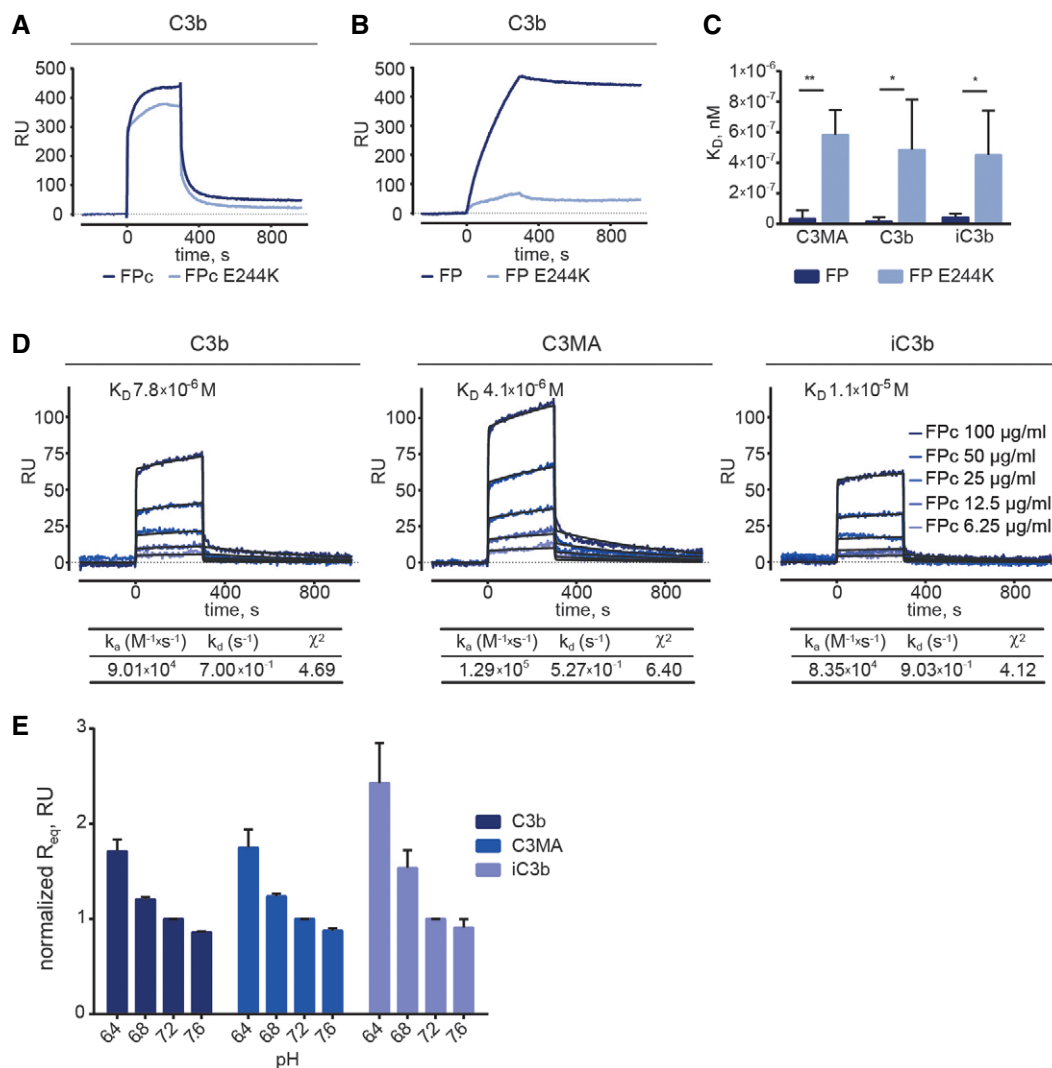 A
C3b
500
400
300
200
100
0
RU
0
400
800
time, s
FPc
FPc E244K
B
C3b
500
400
300
200
100
0
RU
0
400
800
time, s
FP
FP E244K
C
1×10⁻⁶
8×10⁻⁷
6×10⁻⁷
4×10⁻⁷
2×10⁻⁷
0
K_D, nM
**
*
*
C3MA
C3b
iC3b
FP
FP E244K
D
C3b
K_D 7.8×10⁻⁶ M
100
75
50
25
0
RU
0
400
800
time, s
kₐ (M⁻¹×s⁻¹) k_d (s⁻¹) χ²
9.01×10⁴ 7.00×10⁻¹ 4.69
C3MA
K_D 4.1×10⁻⁶ M
100
75
50
25
0
RU
0
400
800
time, s
kₐ (M⁻¹×s⁻¹) k_d (s⁻¹) χ²
1.29×10⁵ 5.27×10⁻¹ 6.40
iC3b
K_D 1.1×10⁻⁵ M
100
75
50
25
0
RU
FPc 100 µg/ml
FPc 50 µg/ml
FPc 25 µg/ml
FPc 12.5 µg/ml
FPc 6.25 µg/ml
0
400
800
time, s
kₐ (M⁻¹×s⁻¹) k_d (s⁻¹) χ²
8.35×10⁴ 9.03×10⁻¹ 4.12
E
3
2
1
0
normalized R_eq, RU
C3b
C3MA
iC3b
6.4
6.8
7.2
7.6
6.4
6.8
7.2
7.6
6.4
6.8
7.2
7.6
pH